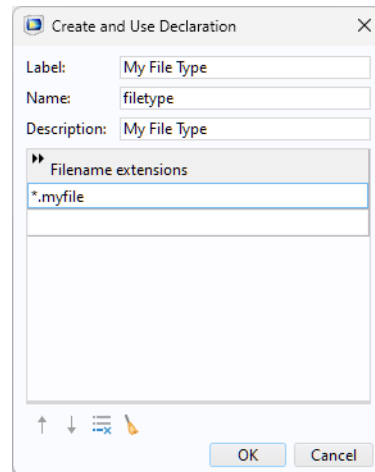 Create and Use Declaration
Label: My File Type
Name: filetype
Description: My File Type
Filename extensions
*.myfile
OK Cancel